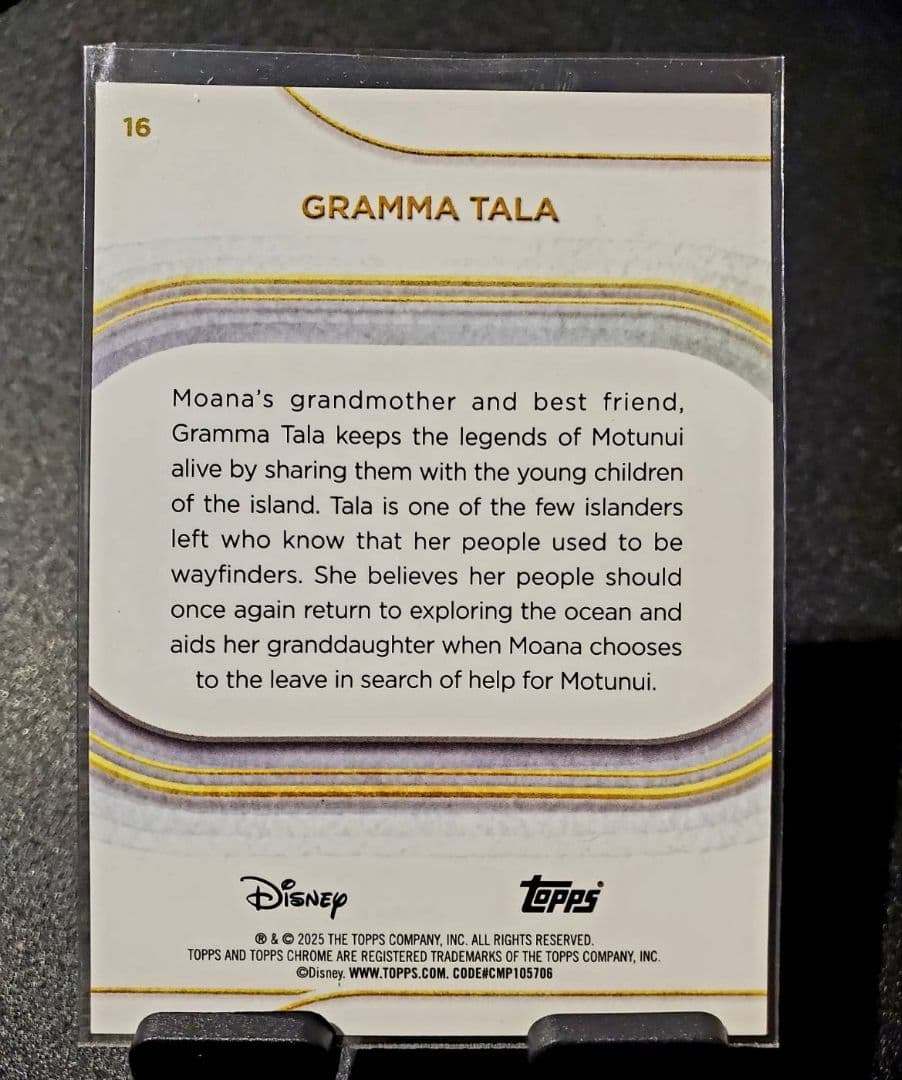 16
GRAMMA TALA
Moana's grandmother and best friend,
Gramma Tala keeps the legends of Motunui
alive by sharing them with the young children
of the island. Tala is one of the few islanders
left who know that her people used to be
wayfinders. She believes her people should
once again return to exploring the ocean and
aids her granddaughter when Moana chooses
to the leave in search of help for Motunui.
Disney topps
® & © 2025 THE TOPPS COMPANY, INC. ALL RIGHTS RESERVED.
TOPPS AND TOPPS CHROME ARE REGISTERED TRADEMARKS OF THE TOPPS COMPANY, INC.
©Disney. WWW.TOPPS.COM. CODE#CMP105706